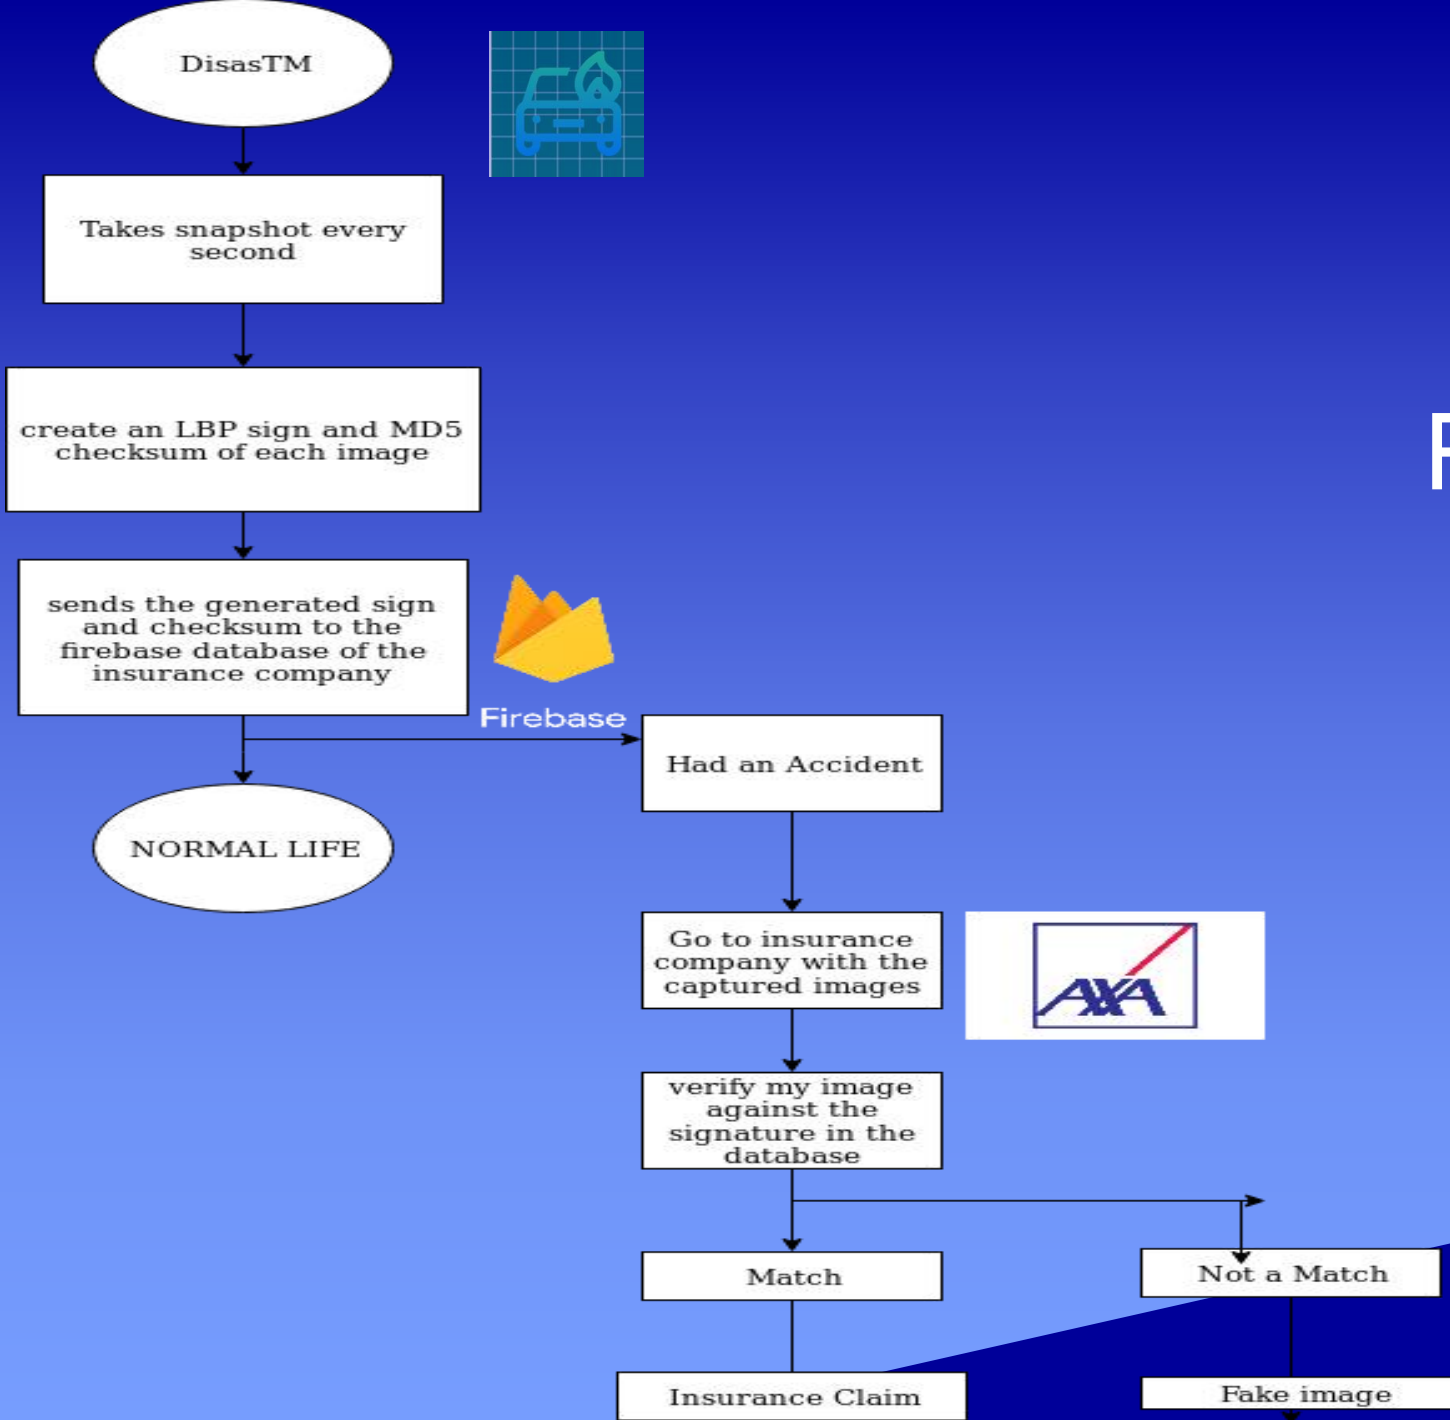 DisasTM
Takes snapshot every
second
create an LBP sign and MD5
checksum of each image
sends the generated sign
and checksum to the
firebase database of the
insurance company
Firebase
Had an Accident
NORMAL LIFE
Go to insurance
company with the
captured images
AXA
verify my image
against the
signature in the
database
Match
Not a Match
Insurance Claim
Fake image